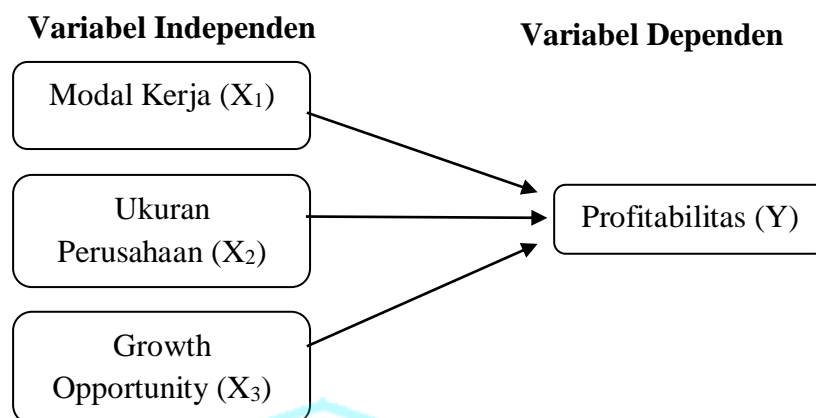 Variabel Independen
Variabel Dependen
Modal Kerja (X₁)
Ukuran
Perusahaan (X₂)
Profitabilitas (Y)
Growth
Opportunity (X₃)